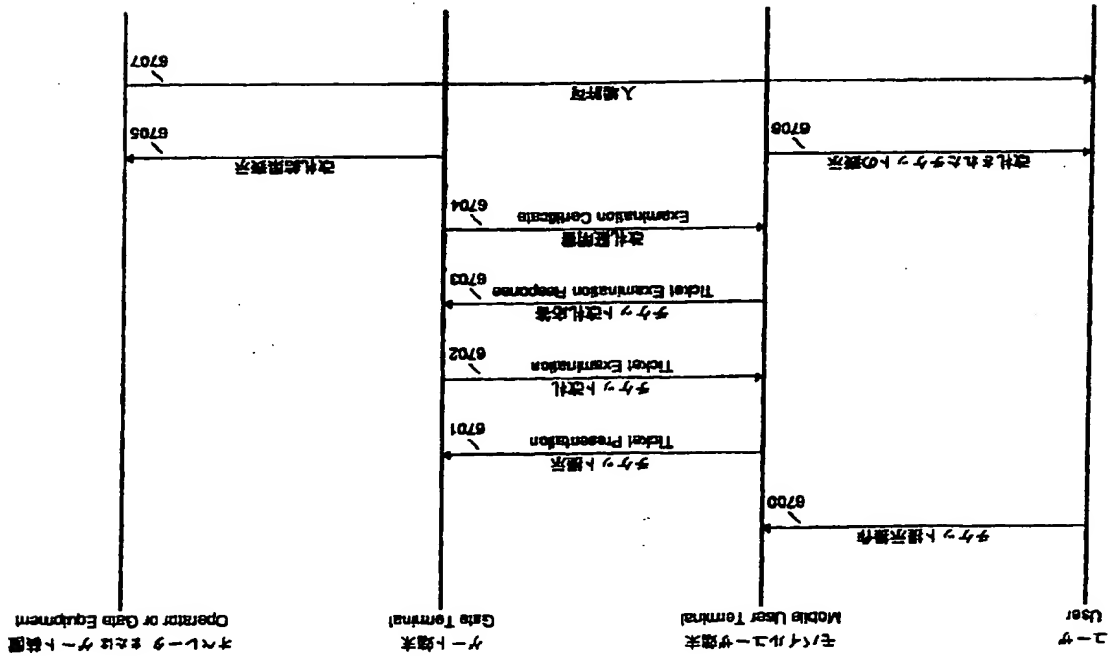 ユーザ
User
モバイルユーザ端末
Mobile User Terminal
ゲート端末
Gate Terminal
オペレータまたはゲート装置
Operator or Gate Equipment
チケット提示操作
6700
チケット提示
Ticket Presentation
6701
チケット改札
Ticket Examination
6702
チケット改札応答
Ticket Examination Response
6703
改札証明書
Examination Certificate
6704
改札されたチケットの表示
6706
改札結果表示
6705
入場許可
6707